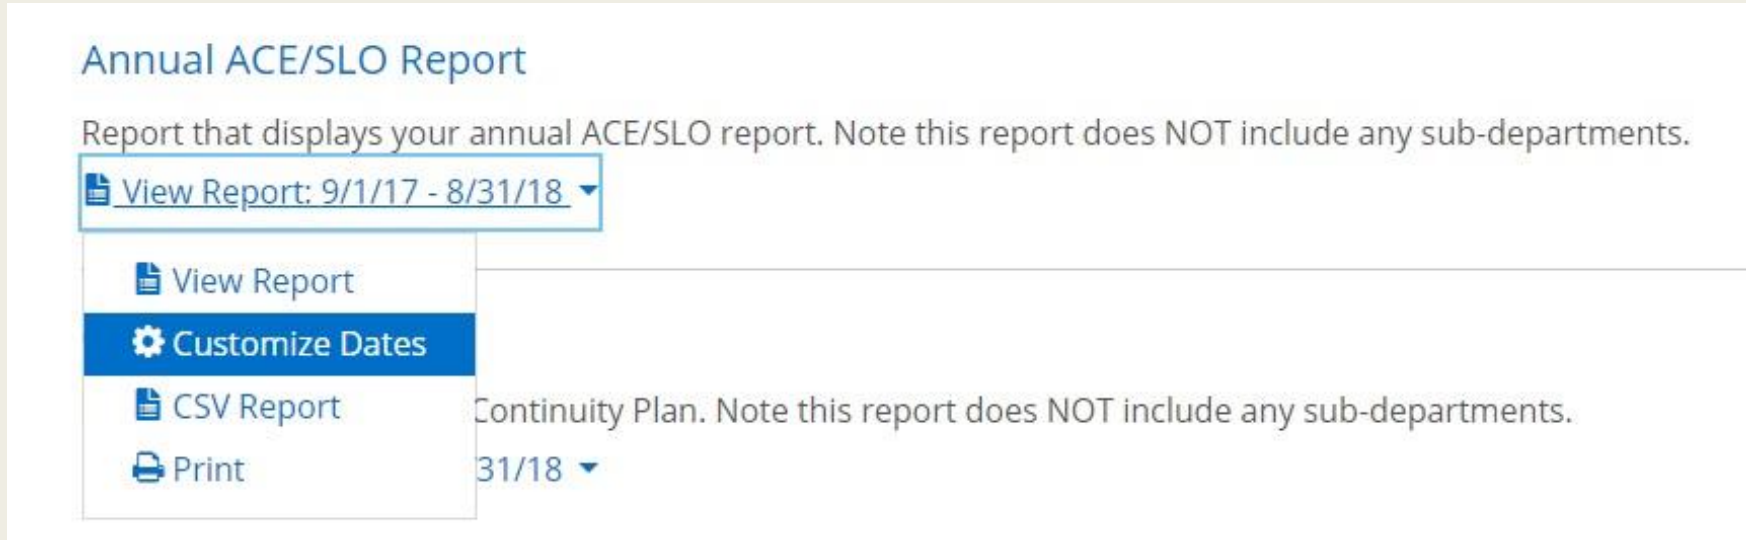 Annual ACE/SLO Report
Report that displays your annual ACE/SLO report. Note this report does NOT include any sub-departments.
View Report: 9/1/17 - 8/31/18
View Report
Customize Dates
CSV Report
Continuity Plan. Note this report does NOT include any sub-departments.
Print
31/18